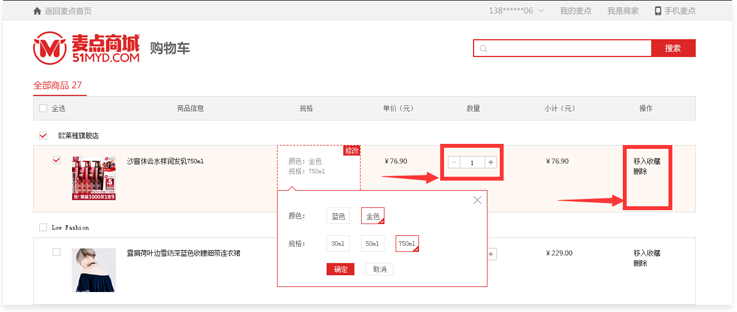 返回麦点首页
138******06
我的麦点
我是商家
手机麦点
麦点商城
51MYD.COM
购物车
搜索
全部商品 27
全选 商品信息 规格 单价（元） 数量 小计（元） 操作
欧莱雅旗舰店
沙宣休会水样润发乳750ml
颜色：金色
规格：750ml
修改
¥ 76.90
- 1 +
¥ 76.90
移入收藏
删除
颜色： 蓝色 金色
规格： 30ml 50ml 750ml
确定 取消
Low Fashion
露肩荷叶边雪纺深蓝色收腰细带连衣裙
+
¥ 229.00
移入收藏
删除